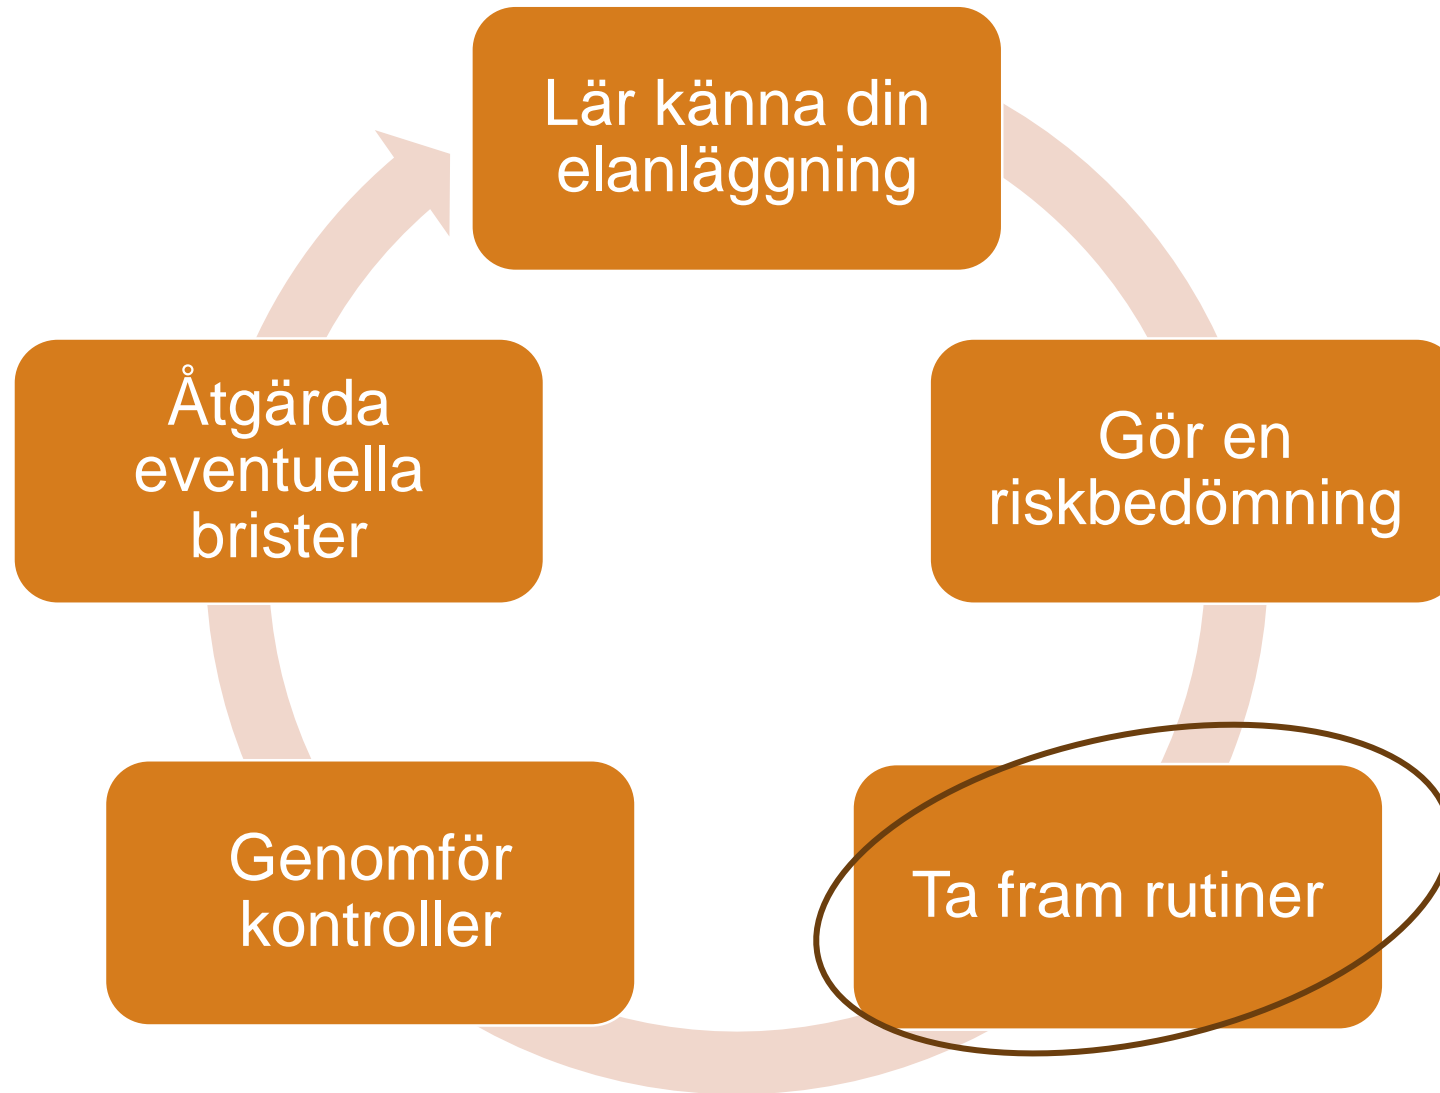 Lär känna din
elanläggning
Gör en
riskbedömning
Ta fram rutiner
Genomför
kontroller
Åtgärda
eventuella
brister